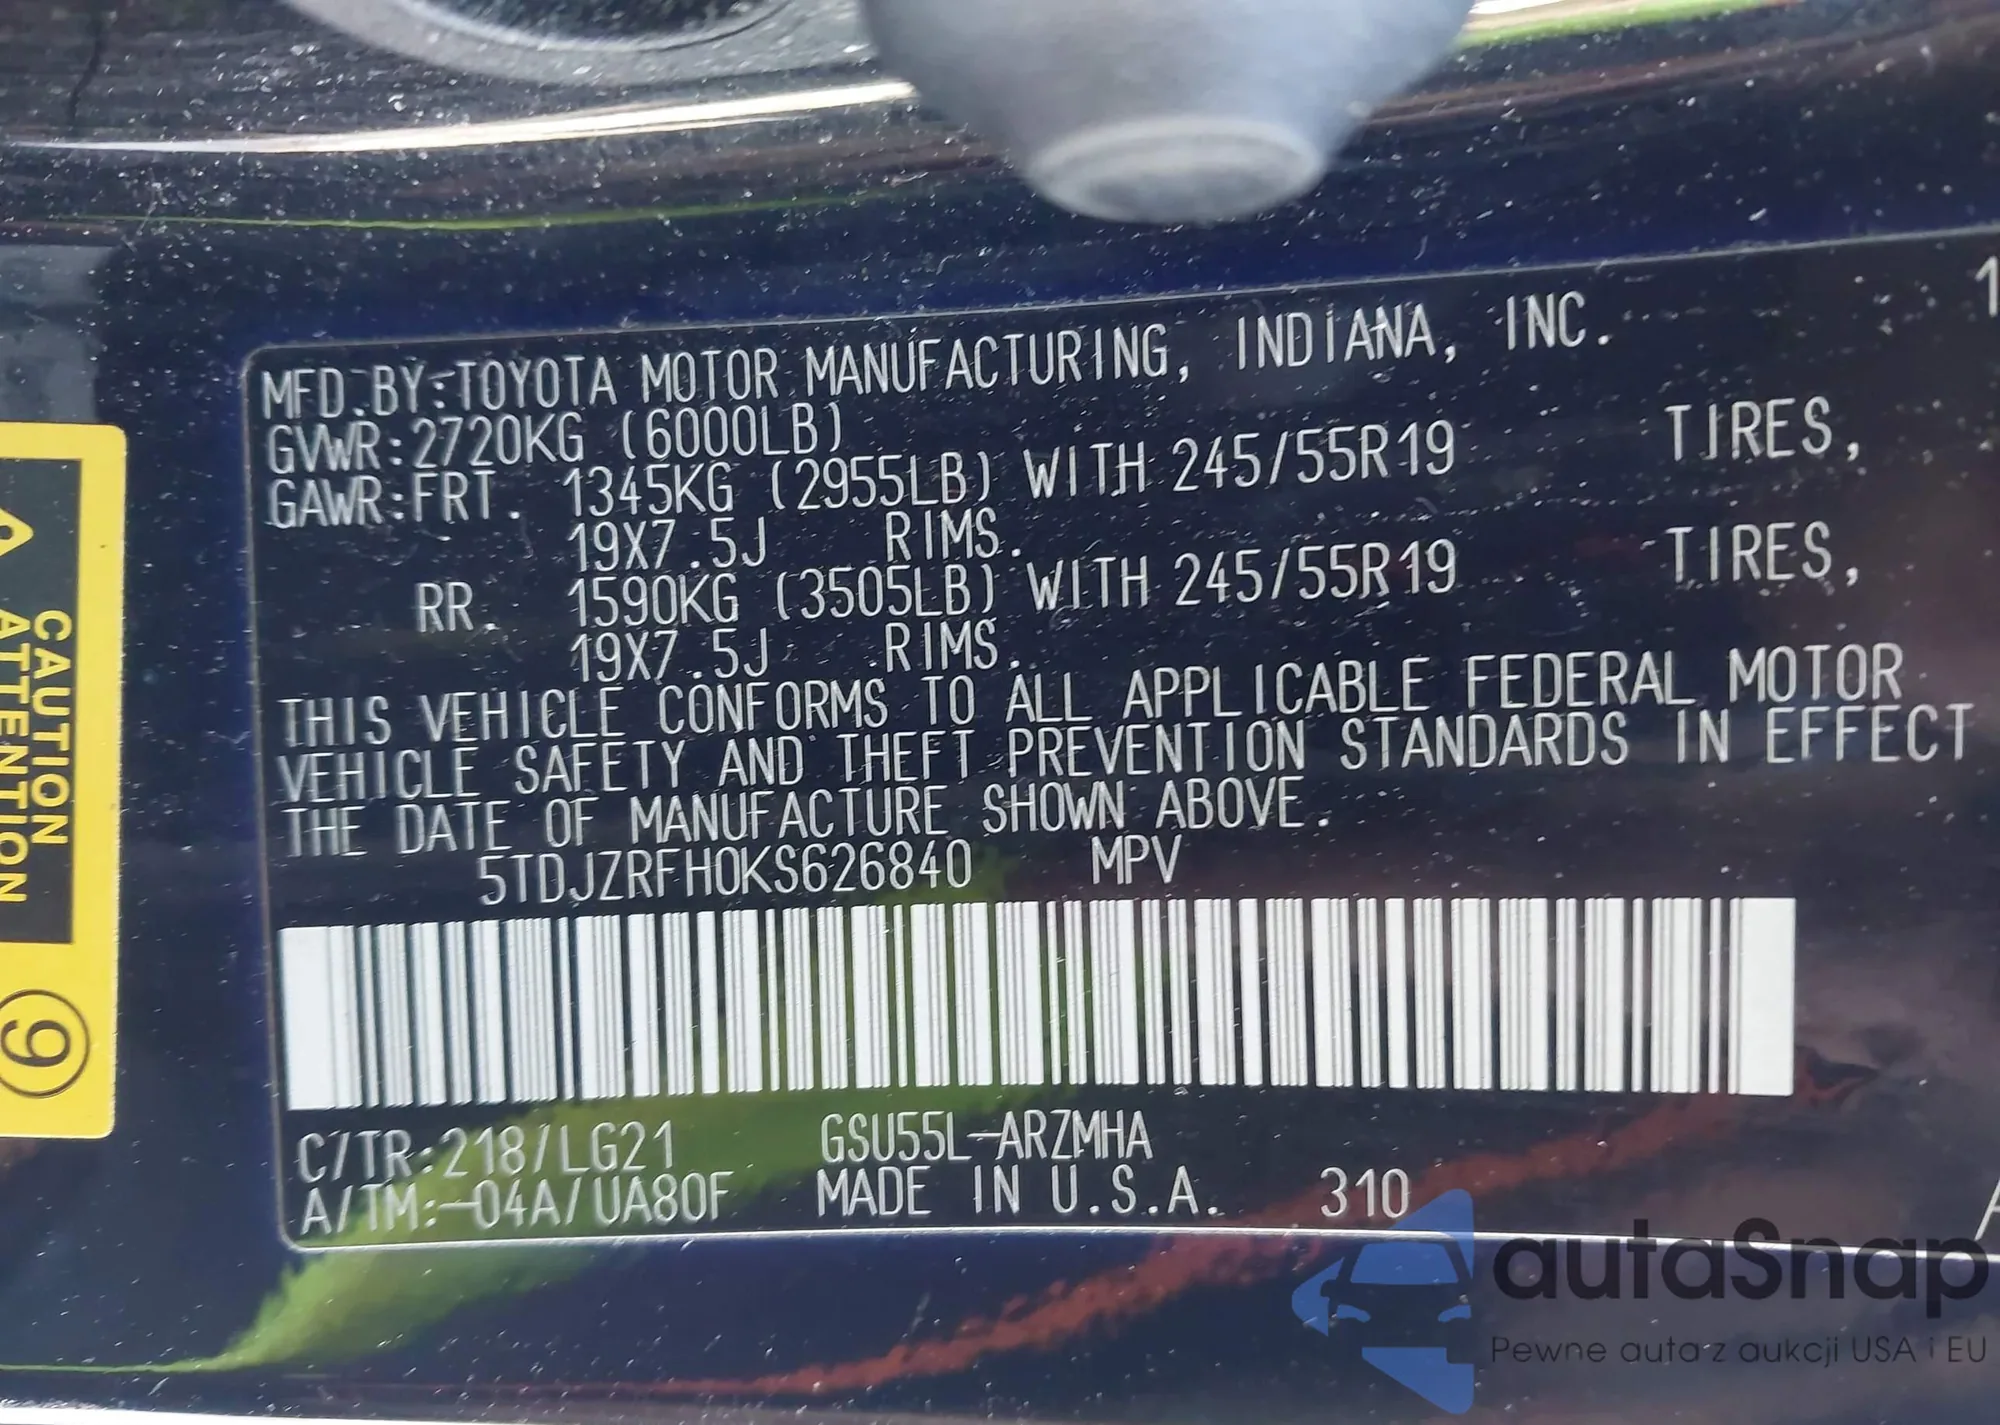 MFD.BY:TOYOTA MOTOR MANUFACTURING, INDIANA, INC. 1
GVWR:2720KG (6000LB)
GAWR:FRT. 1345KG (2955LB) WITH 245/55R19 TIRES,
19X7.5J RIMS.
RR. 1590KG (3505LB) WITH 245/55R19 TIRES,
19X7.5J RIMS.
THIS VEHICLE CONFORMS TO ALL APPLICABLE FEDERAL MOTOR
VEHICLE SAFETY AND THEFT PREVENTION STANDARDS IN EFFECT
THE DATE OF MANUFACTURE SHOWN ABOVE.
5TDJZRFH0KS626840 MPV
C/TR:218/LG21 GSU55L-ARZMHA
A/TM:-04A/UA80F MADE IN U.S.A. 310
CAUTION
ATTENTION
9
autaSnap
Pewne auta z aukcji USA i EU